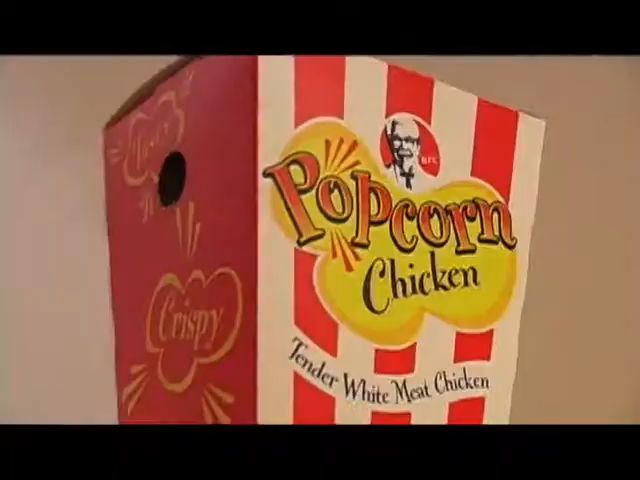 KFC
Popcorn
Chicken
Tender White Meat Chicken
Crispy